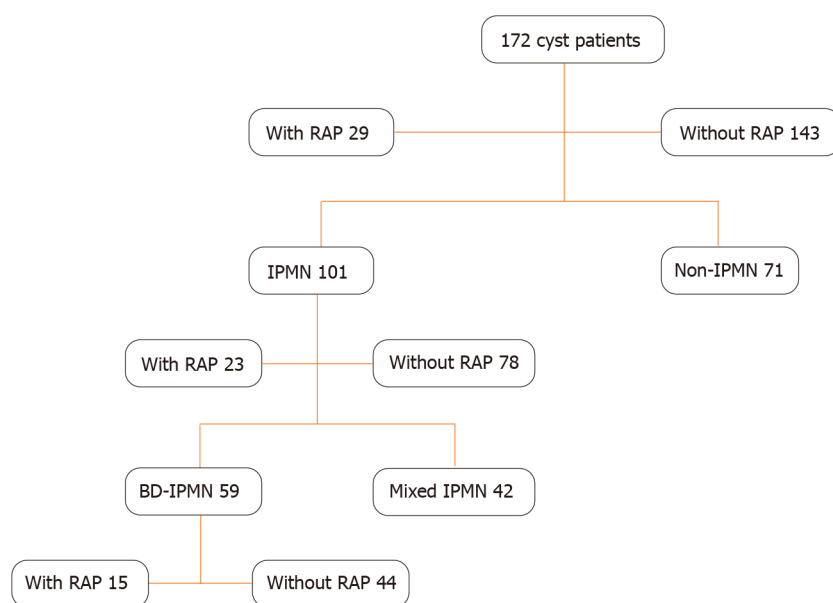 172 cyst patients
With RAP 29
Without RAP 143
IPMN 101
Non-IPMN 71
With RAP 23
Without RAP 78
BD-IPMN 59
Mixed IPMN 42
With RAP 15
Without RAP 44